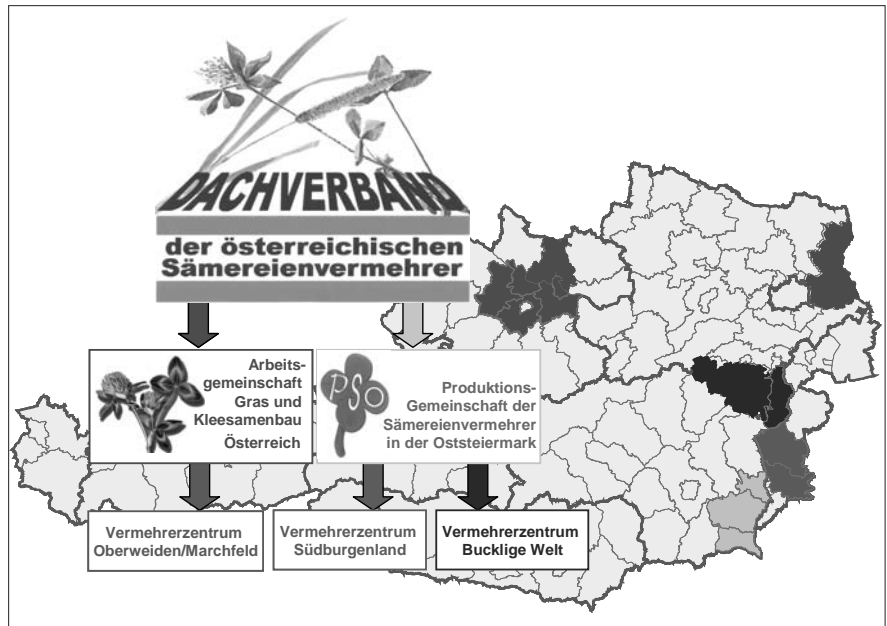 DACHVERBAND
der österreichischen
Sämereienvermehrer
Arbeits-
gemeinschaft
Gras und
Kleesamenbau
Österreich
PSO
Produktions-
Gemeinschaft der
Sämereienvermehrer
in der Oststeiermark
Vermehrerzentrum
Oberweiden/Marchfeld
Vermehrerzentrum
Südburgenland
Vermehrerzentrum
Bucklige Welt